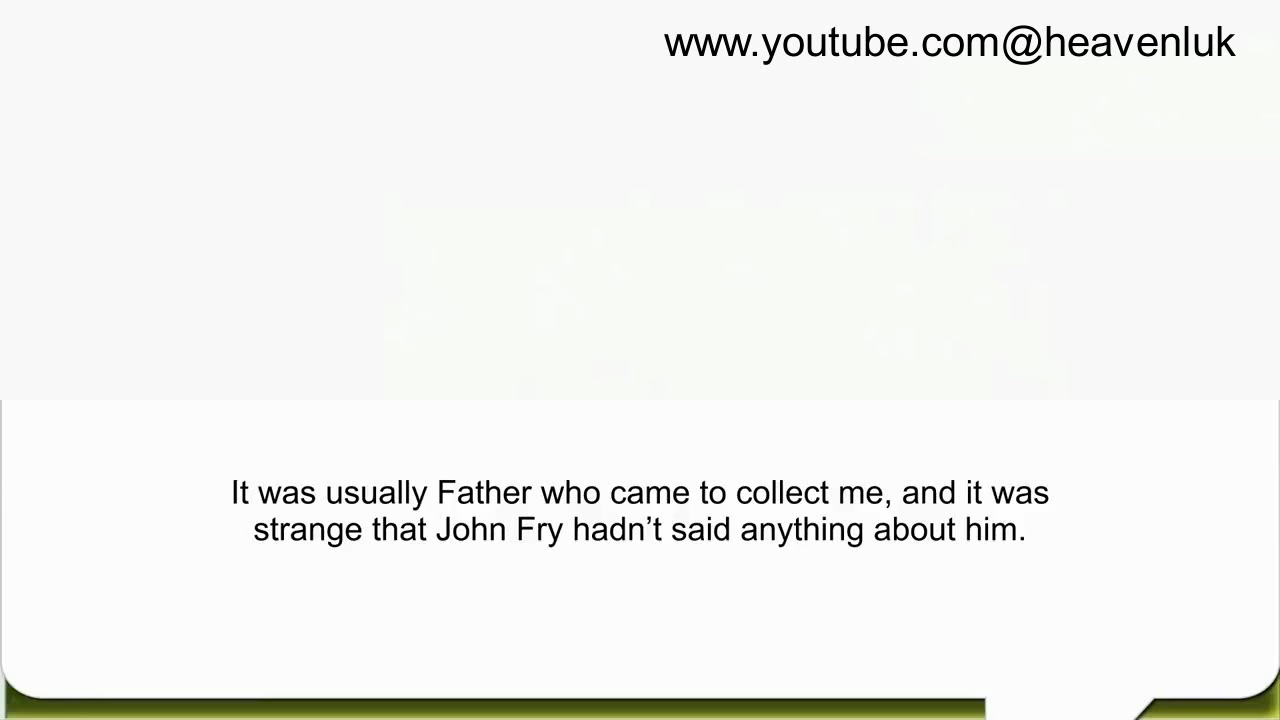 www.youtube.com@heavenluk
It was usually Father who came to collect me, and it was
strange that John Fry hadn’t said anything about him.